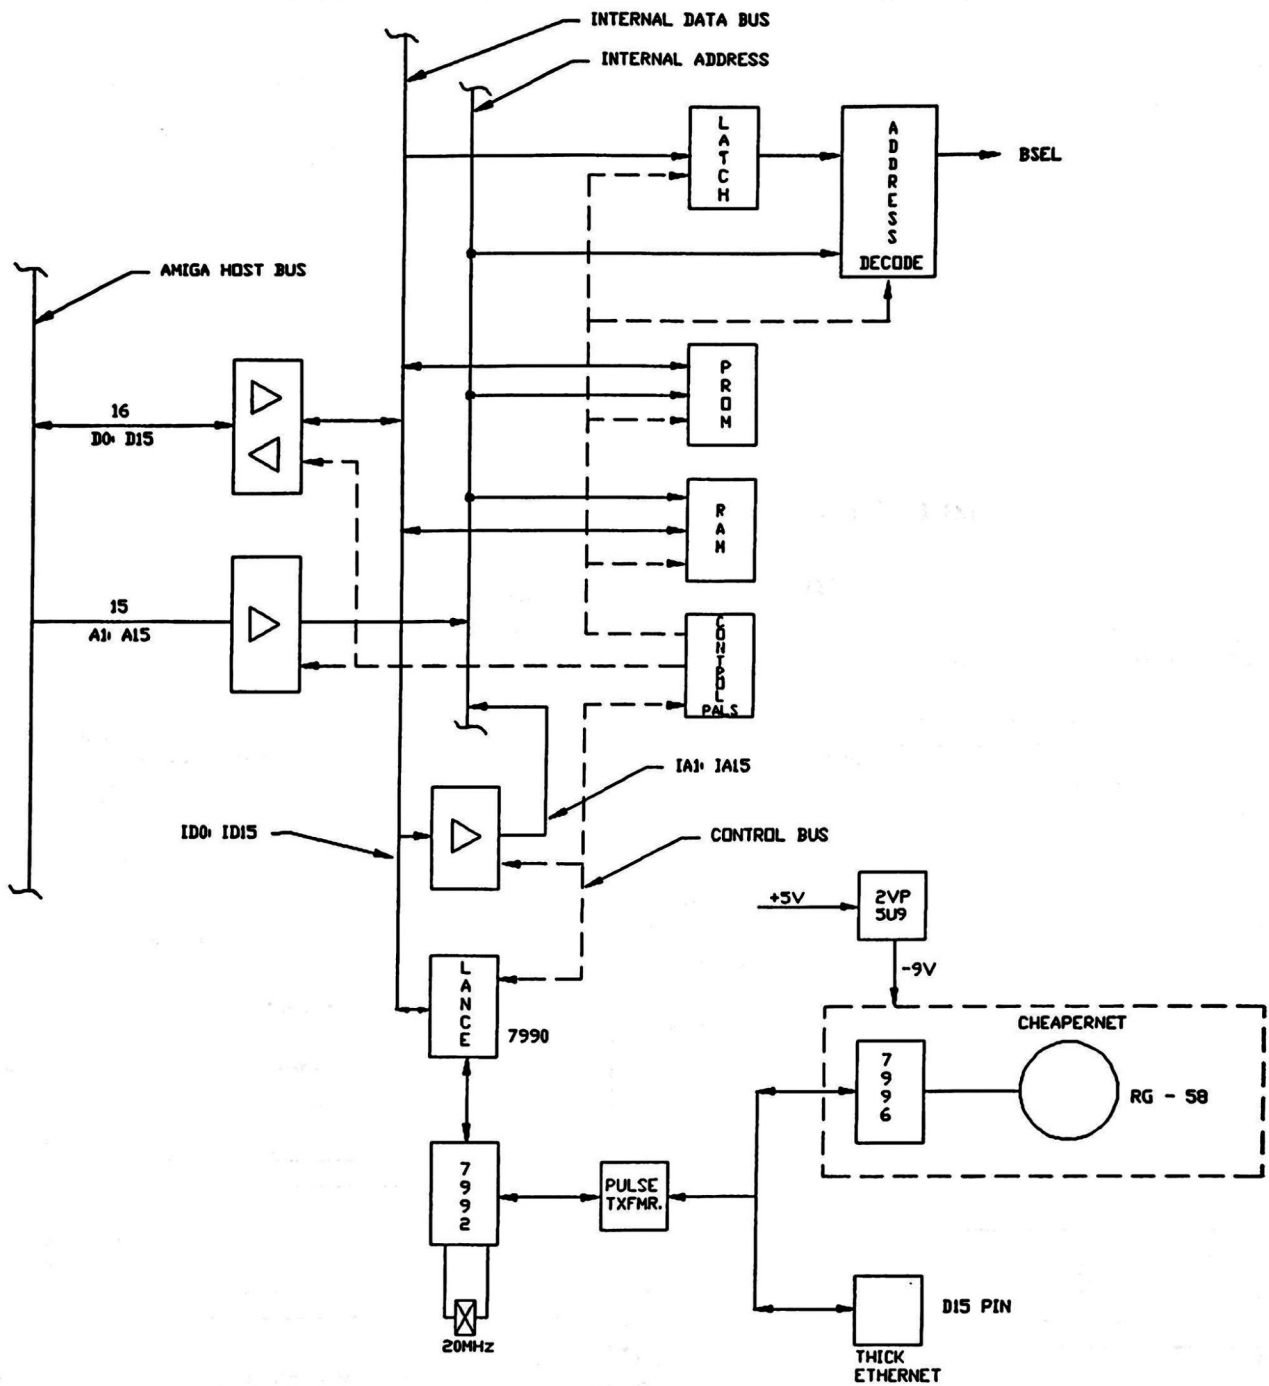 INTERNAL DATA BUS
INTERNAL ADDRESS
LATCH
ADDRESS
DECODE
BSEL
AMIGA HOST BUS
PROM
16
D0: D15
RAM
15
A1: A15
CONTROL
PALS
IA1: IA15
ID0: ID15
CONTROL BUS
+5V
2VP
5U9
-9V
LANCE
7990
CHEAPERNET
7996
RG - 58
7992
PULSE
TXFMR.
20MHz
D15 PIN
THICK
ETHERNET